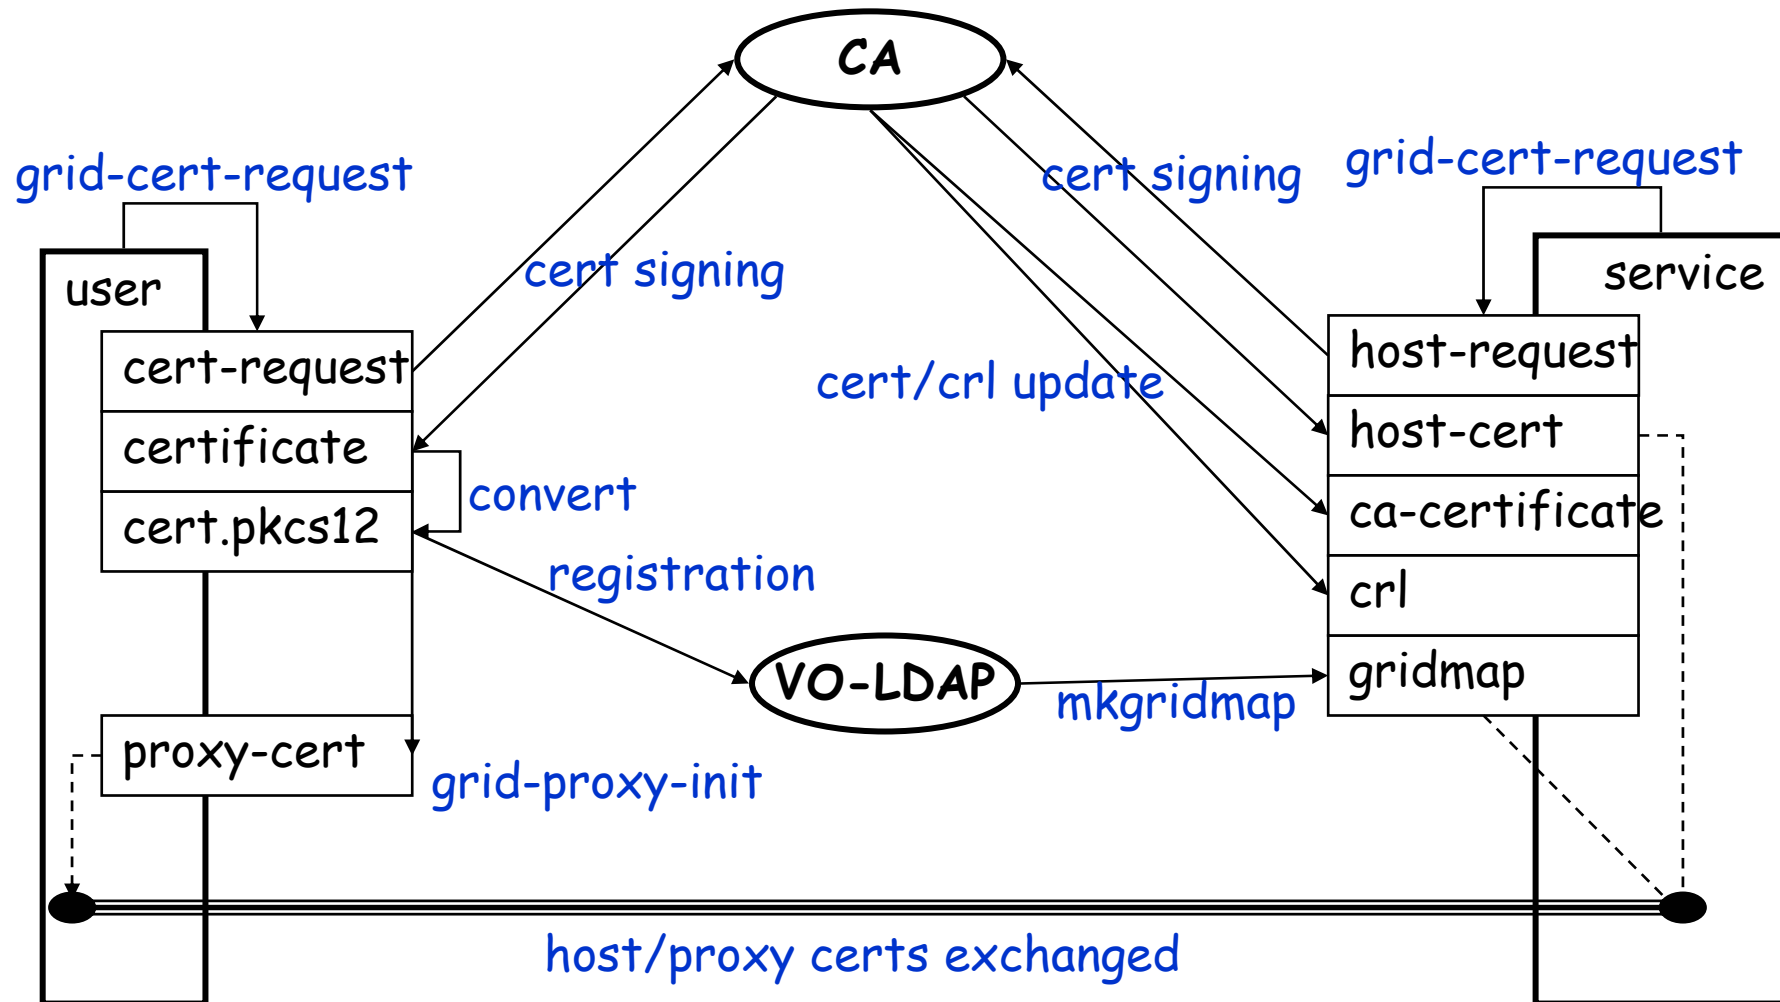 CA
grid-cert-request
cert signing
grid-cert-request
user
cert signing
service
cert-request
host-request
cert/crl update
certificate
host-cert
convert
cert.pkcs12
ca-certificate
registration
crl
VO-LDAP
mkgridmap
gridmap
proxy-cert
grid-proxy-init
host/proxy certs exchanged